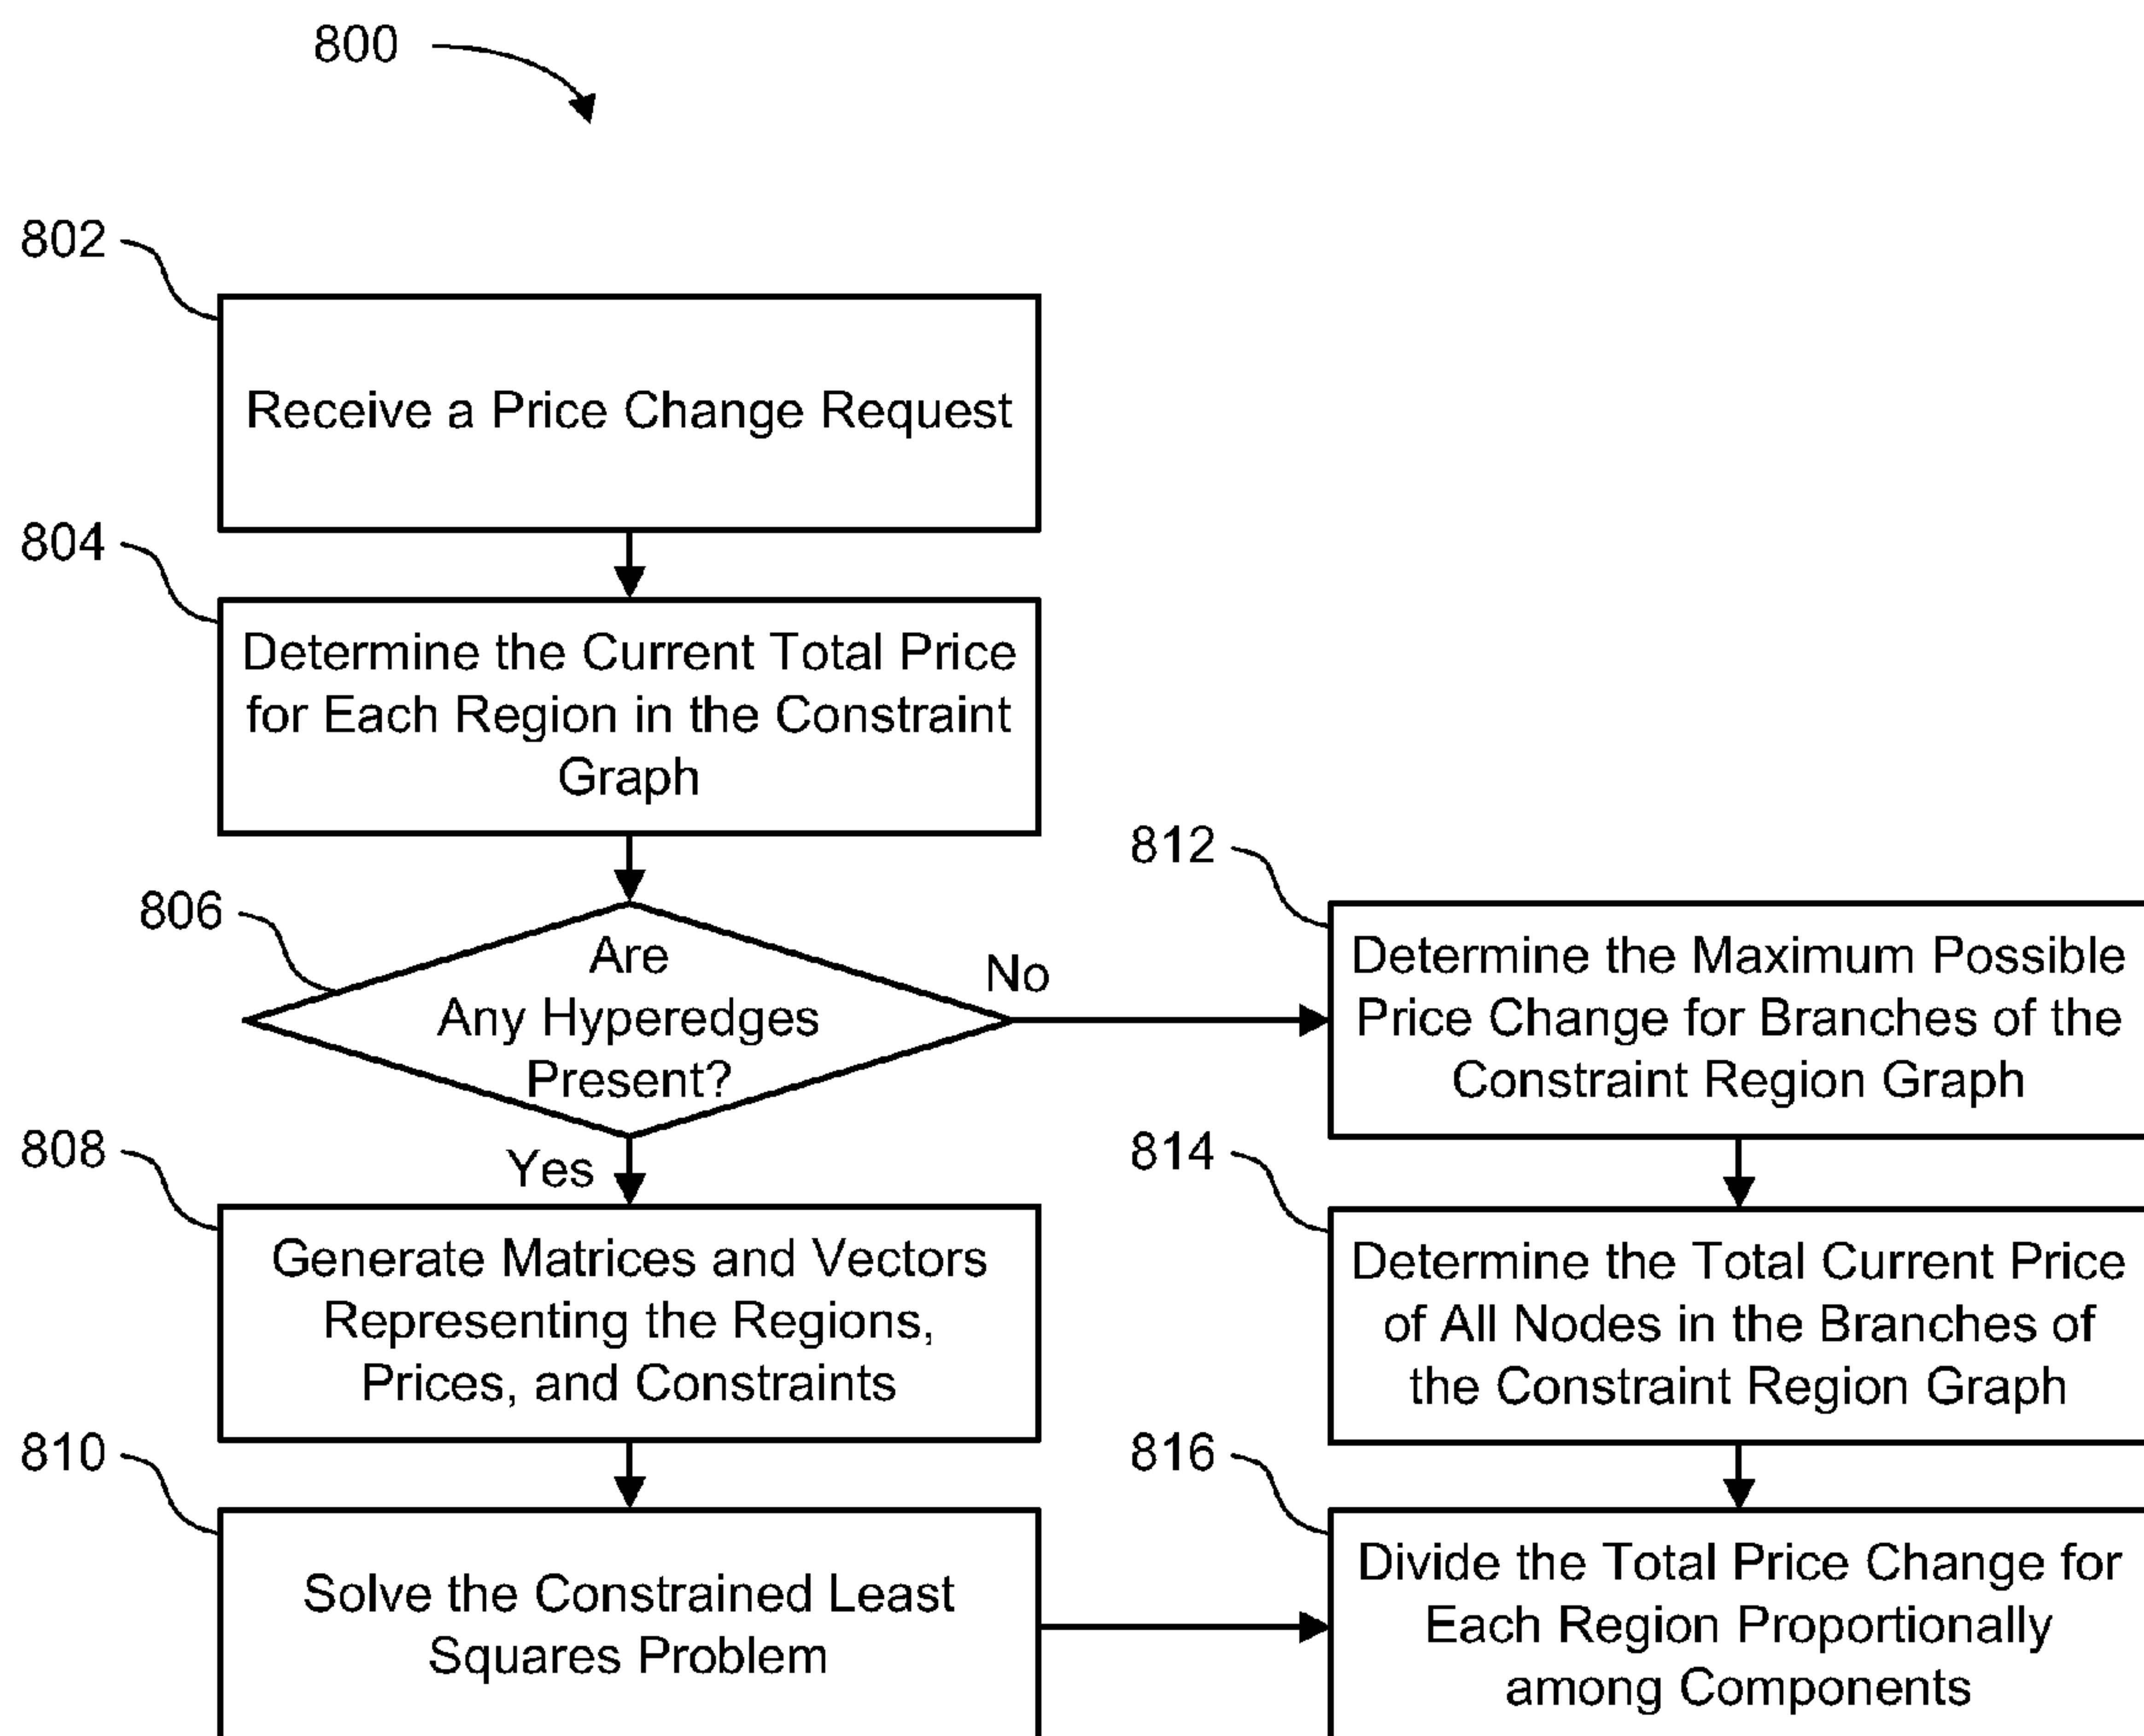 800
802
Receive a Price Change Request
804
Determine the Current Total Price
for Each Region in the Constraint
Graph
806
Are
Any Hyperedges
Present?
No
Yes
808
Generate Matrices and Vectors
Representing the Regions,
Prices, and Constraints
810
Solve the Constrained Least
Squares Problem
812
Determine the Maximum Possible
Price Change for Branches of the
Constraint Region Graph
814
Determine the Total Current Price
of All Nodes in the Branches of
the Constraint Region Graph
816
Divide the Total Price Change for
Each Region Proportionally
among Components